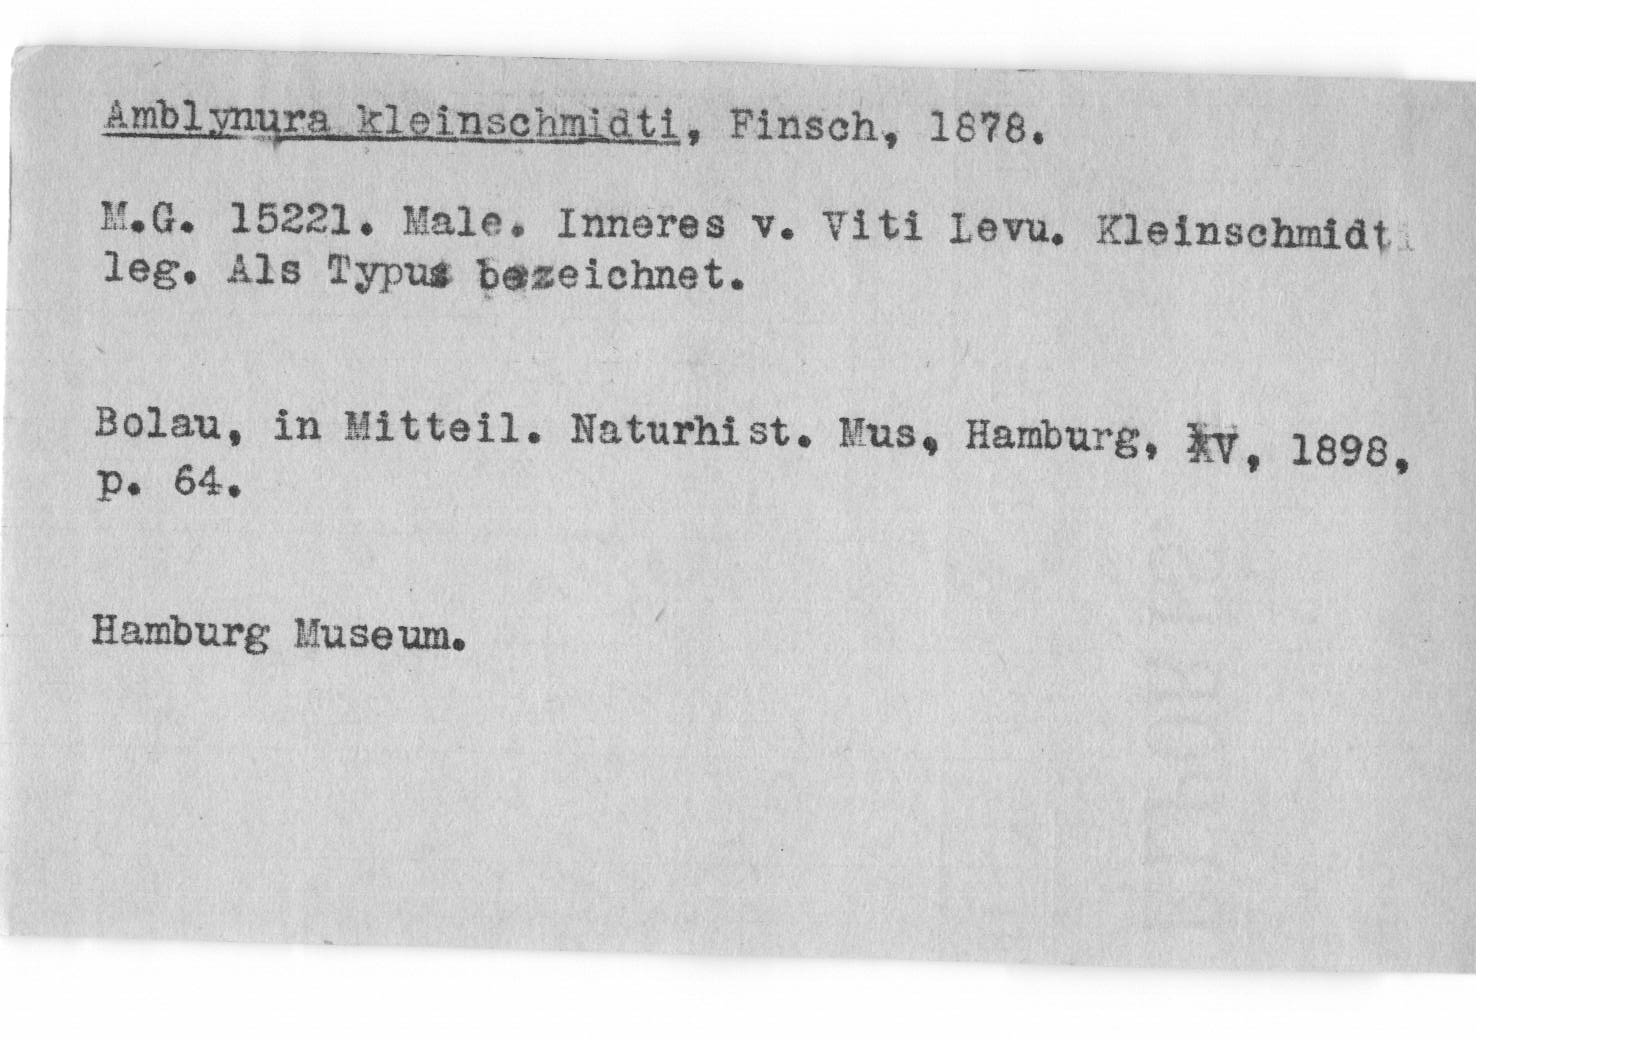 Amblynura kleinschmidti, Finsch, 1878.
M.G. 15221. Male. Inneres v. Viti Levu. Kleinschmidt
leg. Als Typus bezeichnet.
Bolau, in Mitteil. Naturhist. Mus, Hamburg, XV, 1898,
p. 64.
Hamburg Museum.